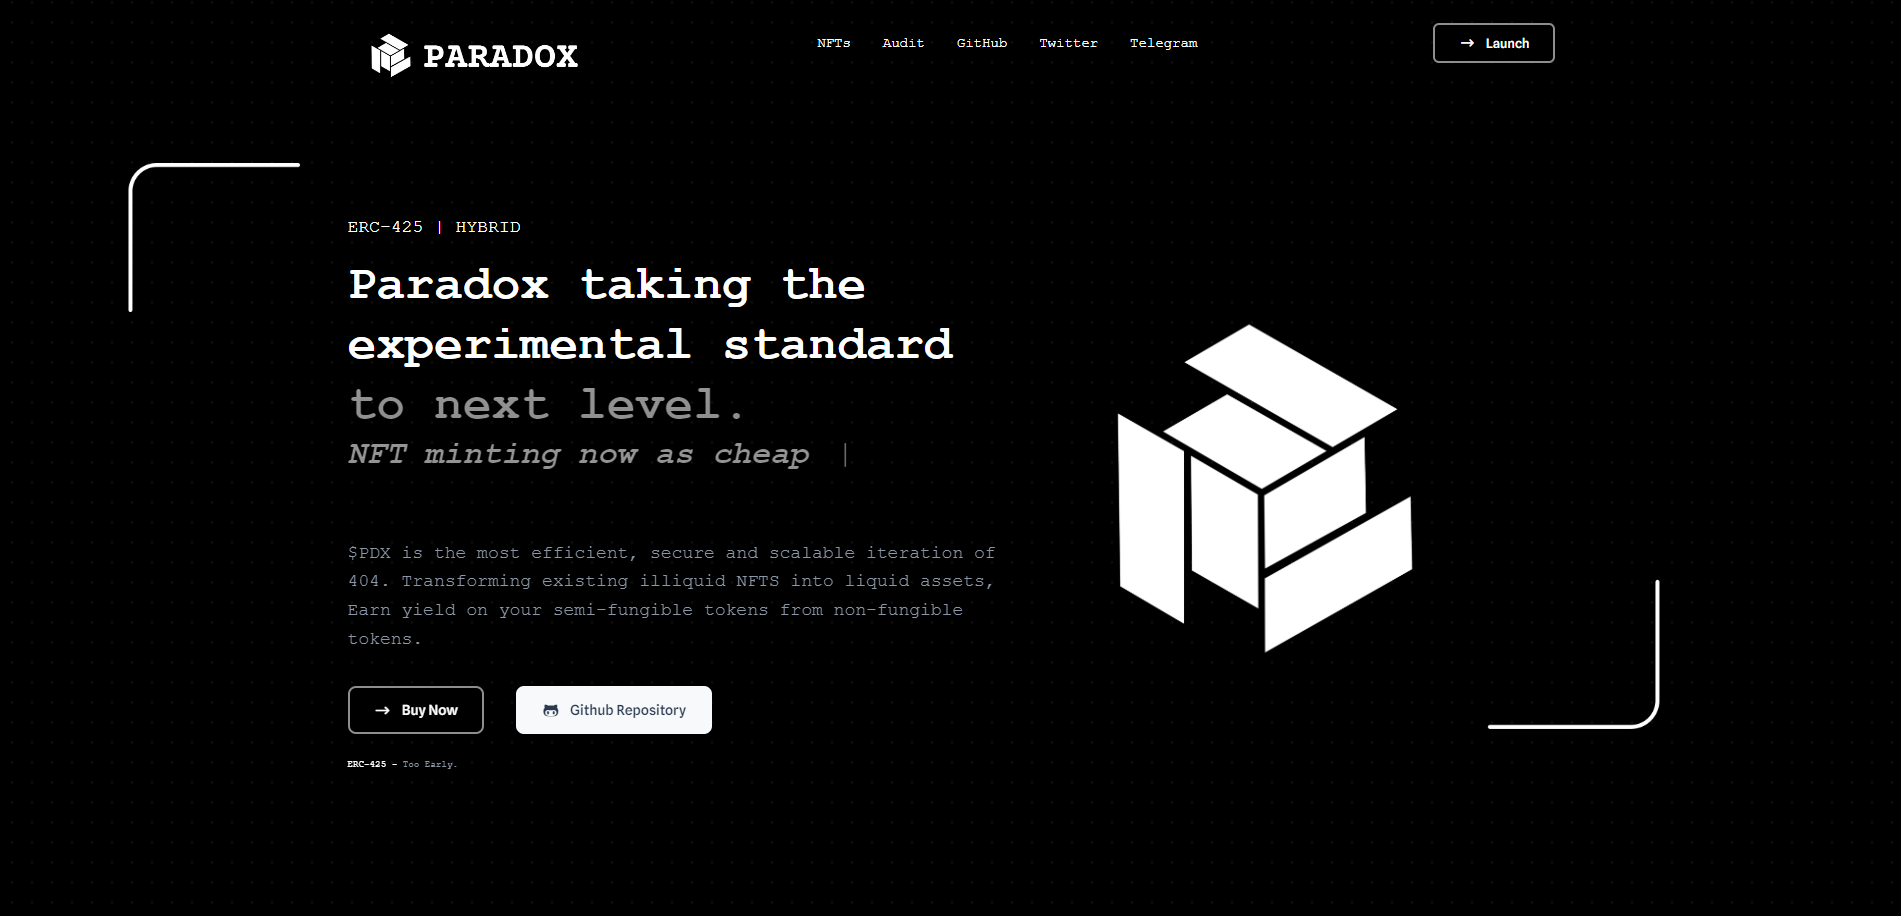 PARADOX
NFTs Audit GitHub Twitter Telegram
→ Launch
ERC-425 | HYBRID
Paradox taking the
experimental standard
to next level.
NFT minting now as cheap |
$PDX is the most efficient, secure and scalable iteration of
404. Transforming existing illiquid NFTS into liquid assets,
Earn yield on your semi-fungible tokens from non-fungible
tokens.
→ Buy Now
Github Repository
ERC-425 - Too Early.